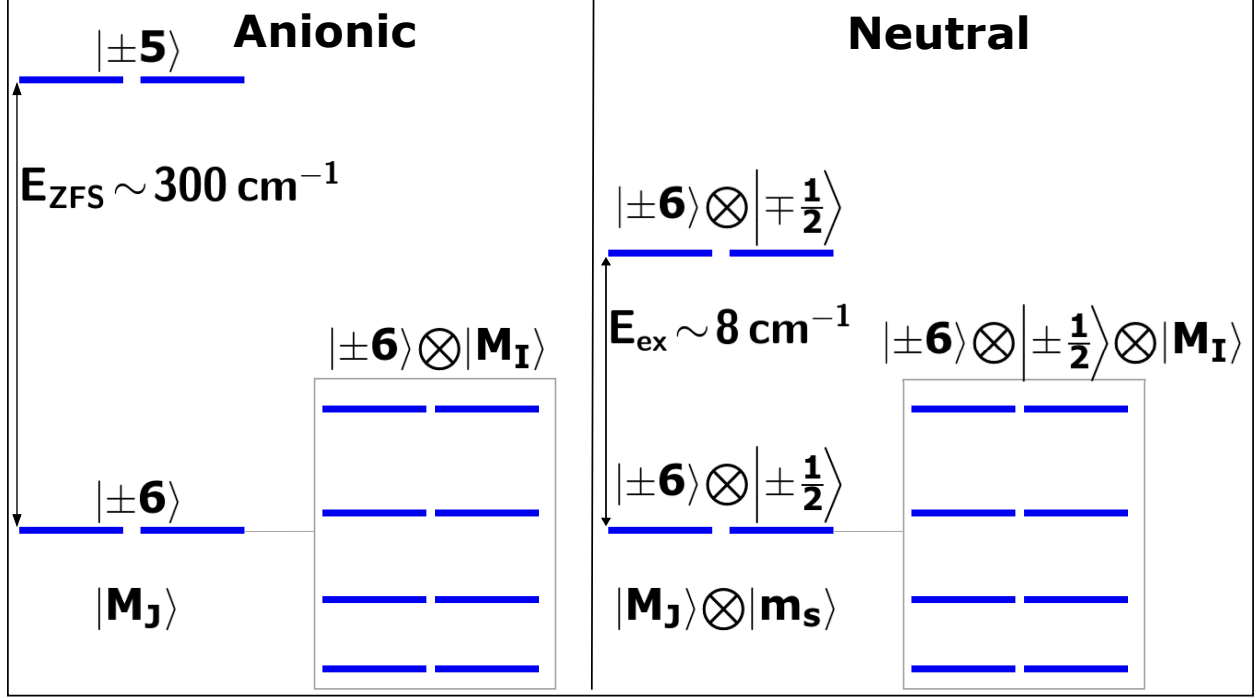 Anionic
|±5⟩
E_ZFS ∼ 300 cm⁻¹
|±6⟩⊗|M_I⟩
|±6⟩
|M_J⟩
Neutral
|±6⟩⊗|∓½⟩
E_ex ∼ 8 cm⁻¹
|±6⟩⊗|±½⟩⊗|M_I⟩
|±6⟩⊗|±½⟩
|M_J⟩⊗|m_s⟩